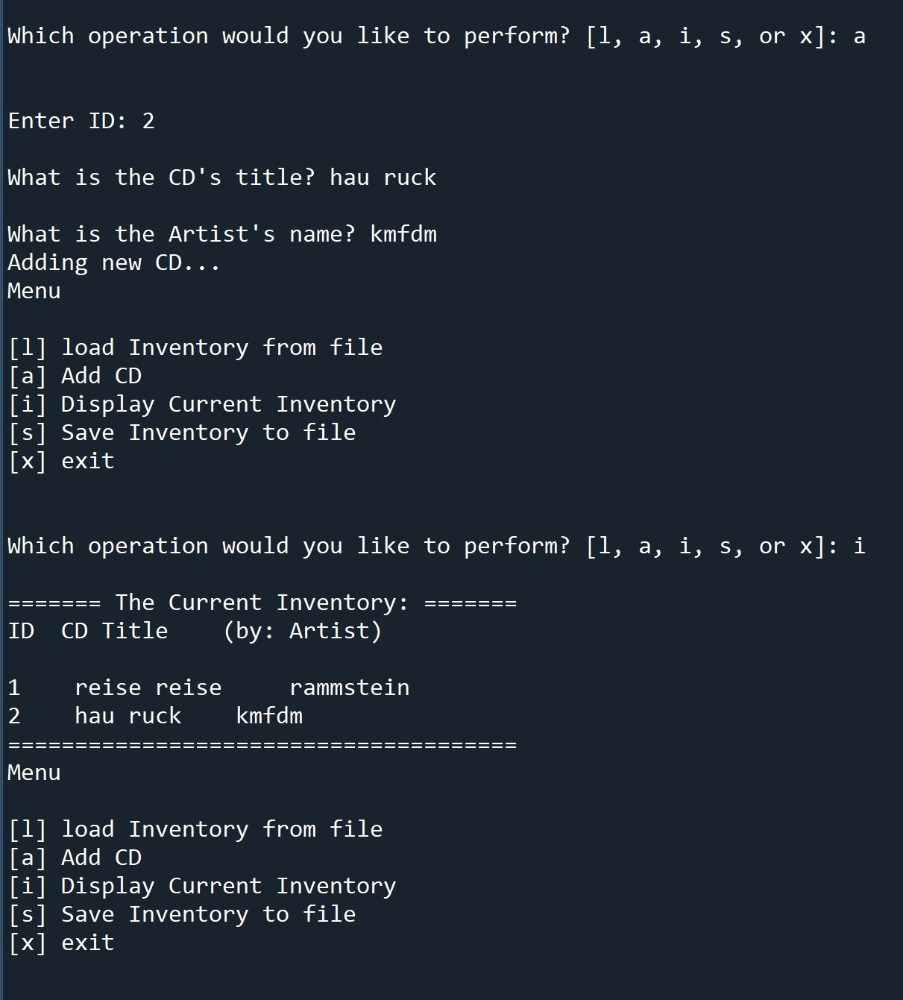 Which operation would you like to perform? [l, a, i, s, or x]: a
Enter ID: 2
What is the CD's title? hau ruck
What is the Artist's name? kmfdm
Adding new CD...
Menu
[l] load Inventory from file
[a] Add CD
[i] Display Current Inventory
[s] Save Inventory to file
[x] exit
Which operation would you like to perform? [l, a, i, s, or x]: i
======= The Current Inventory: =======
ID  CD Title    (by: Artist)
1    reise reise     rammstein
2    hau ruck    kmfdm
======================================
Menu
[l] load Inventory from file
[a] Add CD
[i] Display Current Inventory
[s] Save Inventory to file
[x] exit